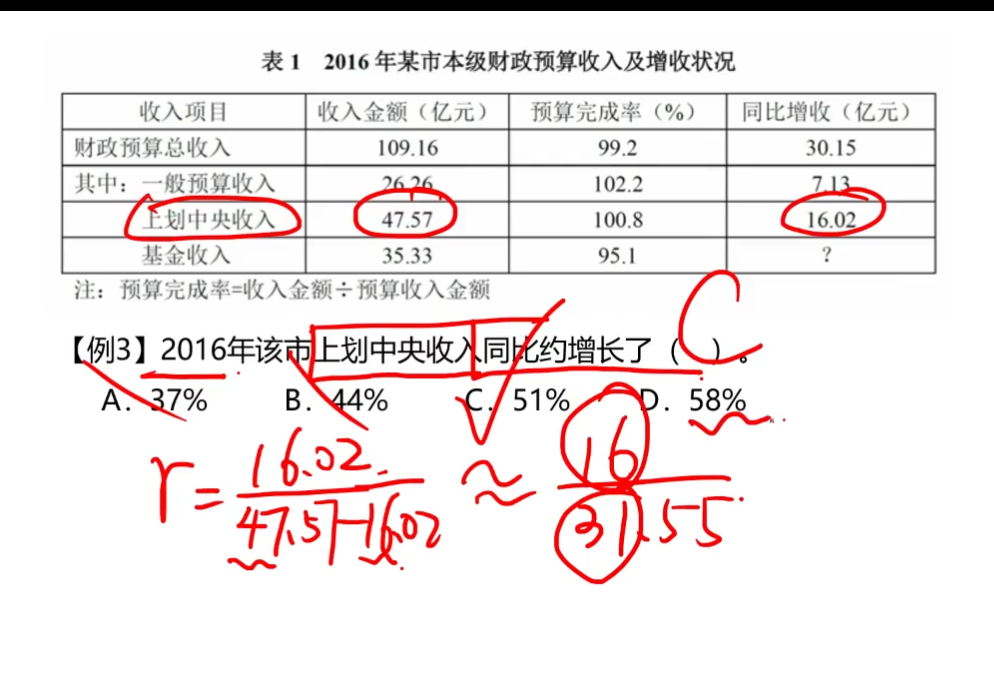 表 1 2016 年某市本级财政预算收入及增收状况
收入项目 收入金额（亿元） 预算完成率（%） 同比增收（亿元）
财政预算总收入 109.16 99.2 30.15
其中：一般预算收入 26.26 102.2 7.13
上划中央收入 47.57 100.8 16.02
基金收入 35.33 95.1 ？
注：预算完成率=收入金额÷预算收入金额
【例3】2016年该市上划中央收入同比约增长了（ C ）。
A．37% B．44% C．51% D．58%
r = 16.02 / 47.57-16.02 ≈ 16 / 31.55